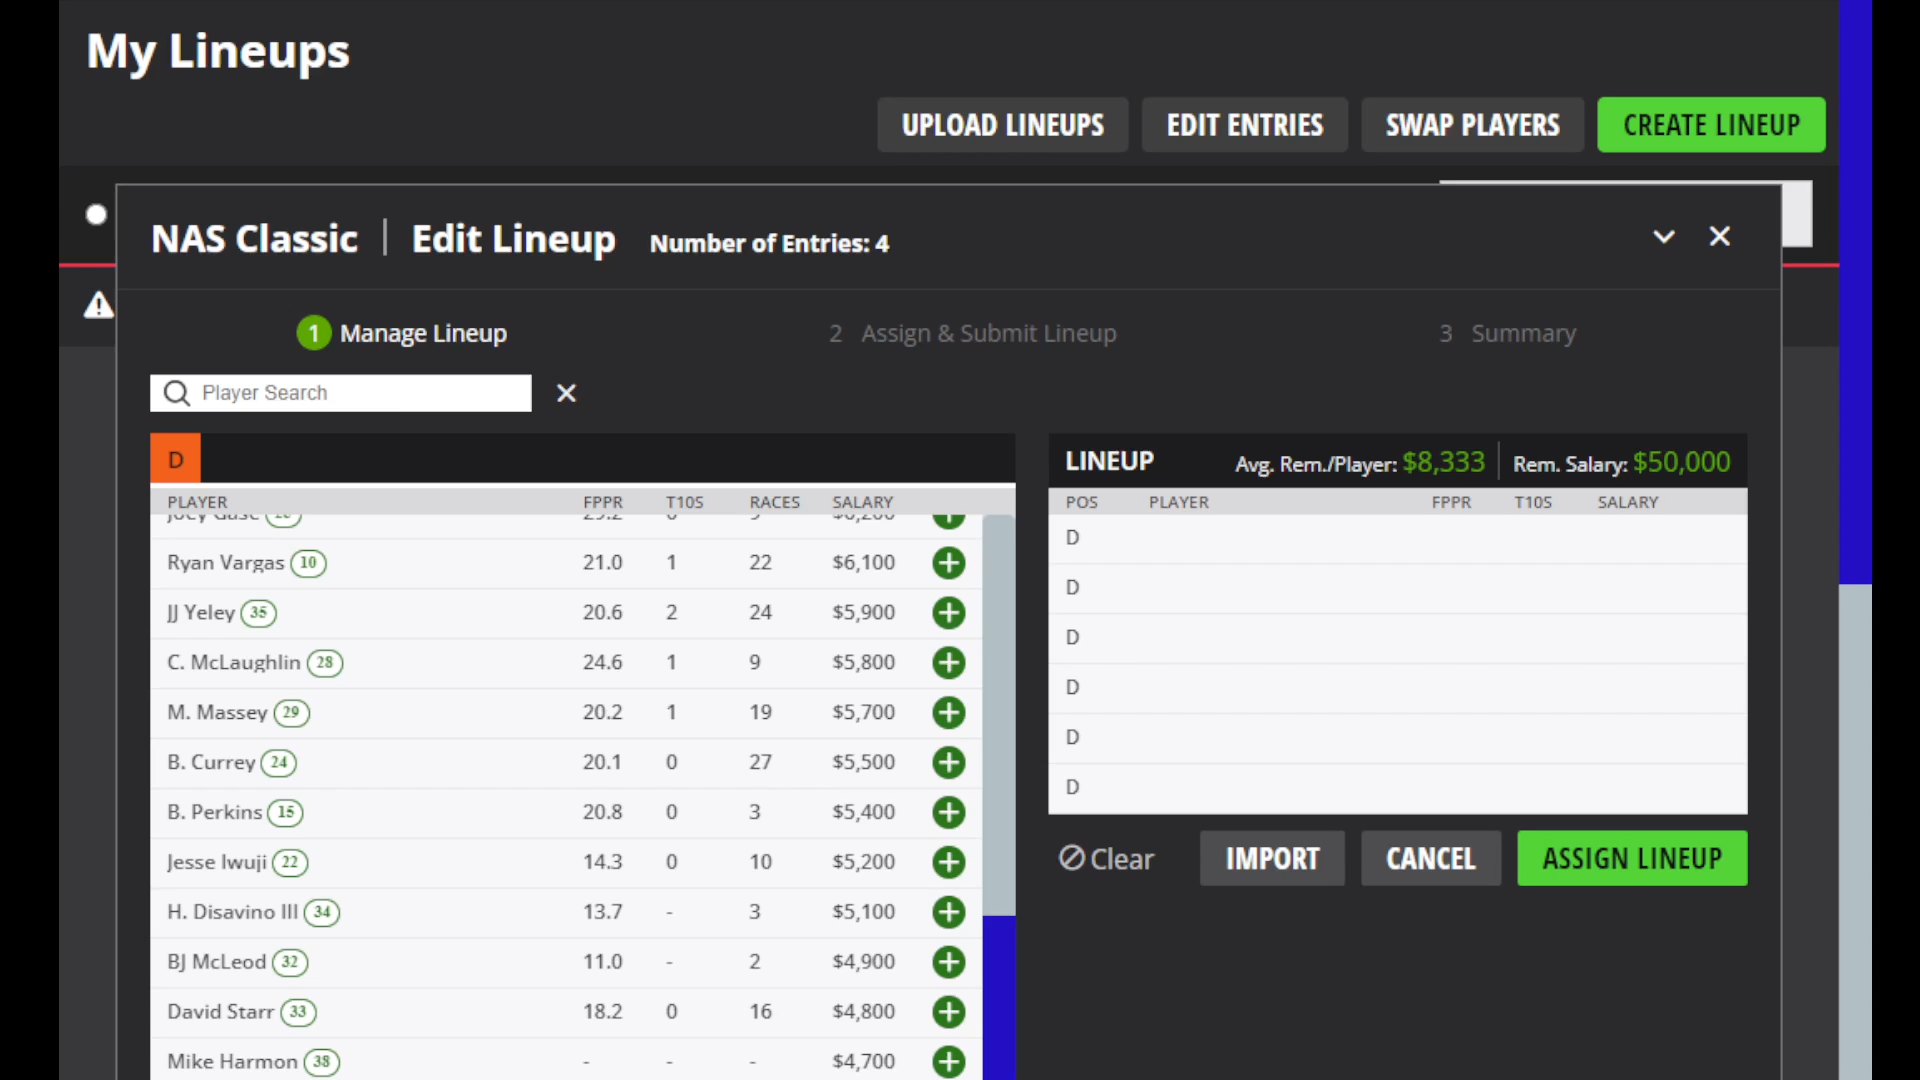 My Lineups
UPLOAD LINEUPS EDIT ENTRIES SWAP PLAYERS CREATE LINEUP
NAS Classic | Edit Lineup Number of Entries: 4
1 Manage Lineup 2 Assign & Submit Lineup 3 Summary
Player Search
D
PLAYER FPPR T10S RACES SALARY
Ryan Vargas 10 21.0 1 22 $6,100
JJ Yeley 35 20.6 2 24 $5,900
C. McLaughlin 28 24.6 1 9 $5,800
M. Massey 29 20.2 1 19 $5,700
B. Currey 24 20.1 0 27 $5,500
B. Perkins 15 20.8 0 3 $5,400
Jesse Iwuji 22 14.3 0 10 $5,200
H. Disavino III 34 13.7 - 3 $5,100
BJ McLeod 32 11.0 - 2 $4,900
David Starr 33 18.2 0 16 $4,800
Mike Harmon 38 - - - $4,700
LINEUP Avg. Rem./Player: $8,333 Rem. Salary: $50,000
POS PLAYER FPPR T10S SALARY
D
D
D
D
D
D
Clear IMPORT CANCEL ASSIGN LINEUP